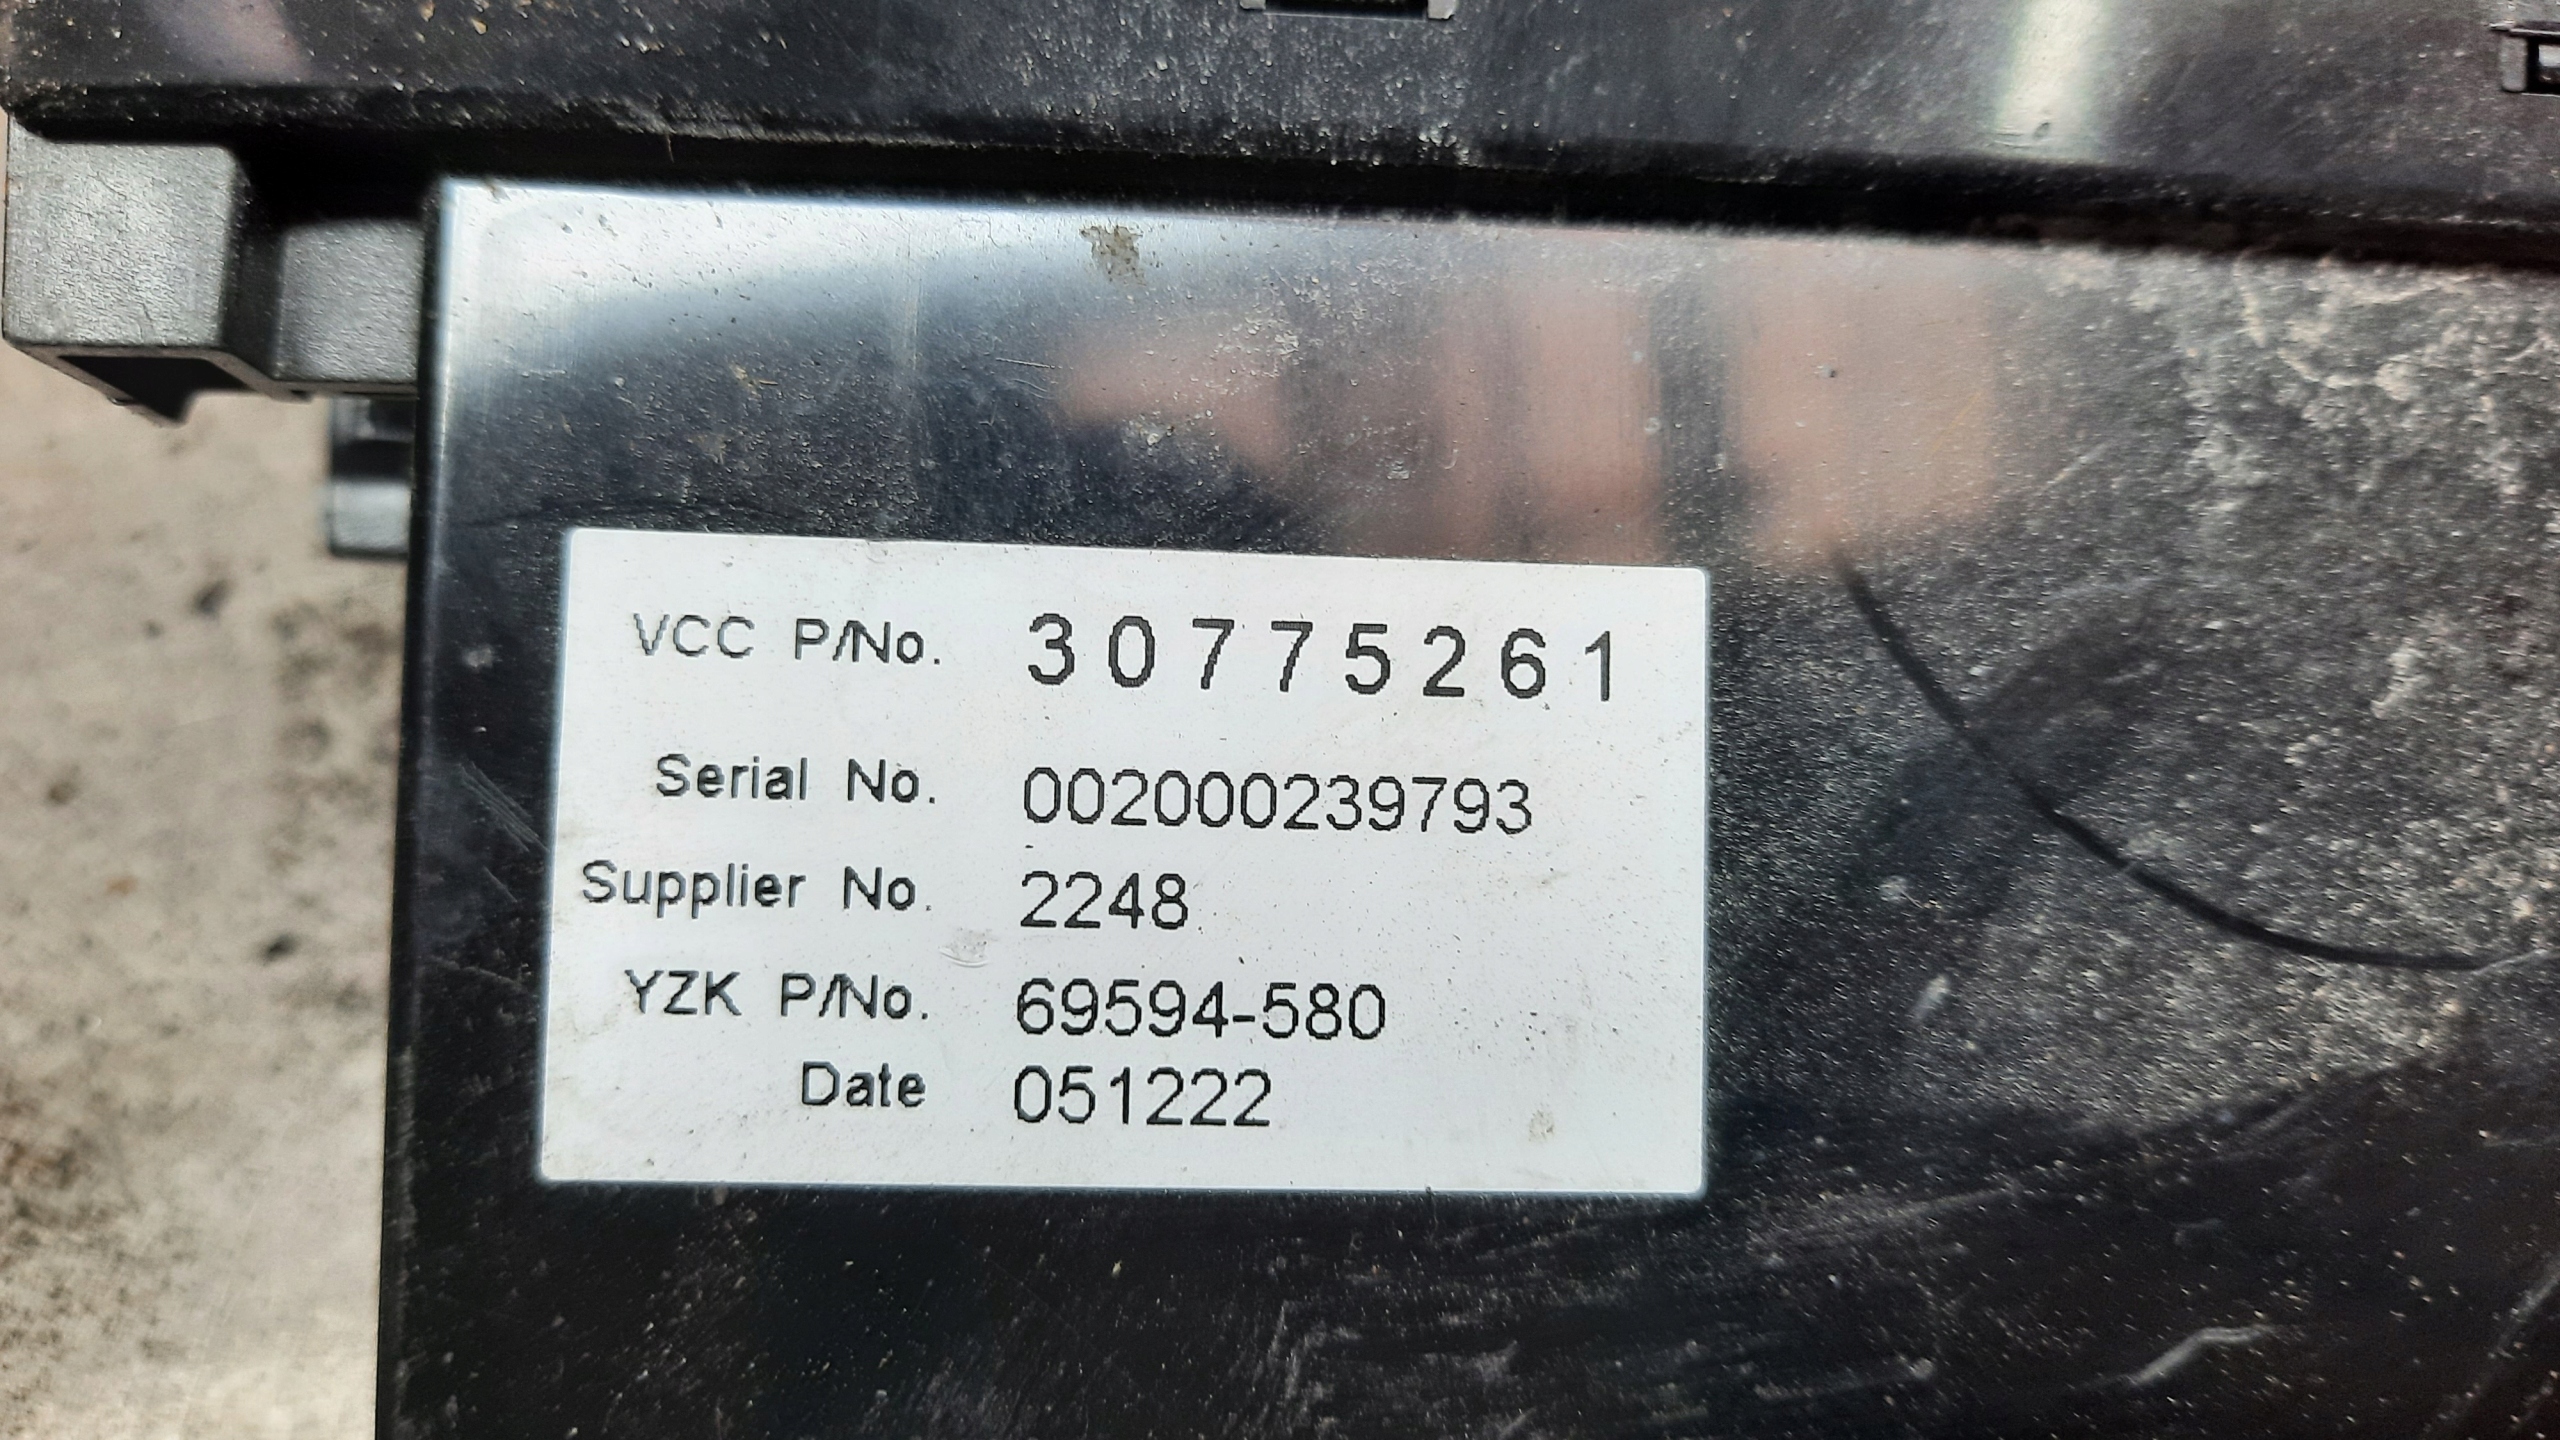 VCC P/No. 30775261
Serial No. 002000239793
Supplier No. 2248
YZK P/No. 69594-580
Date 051222